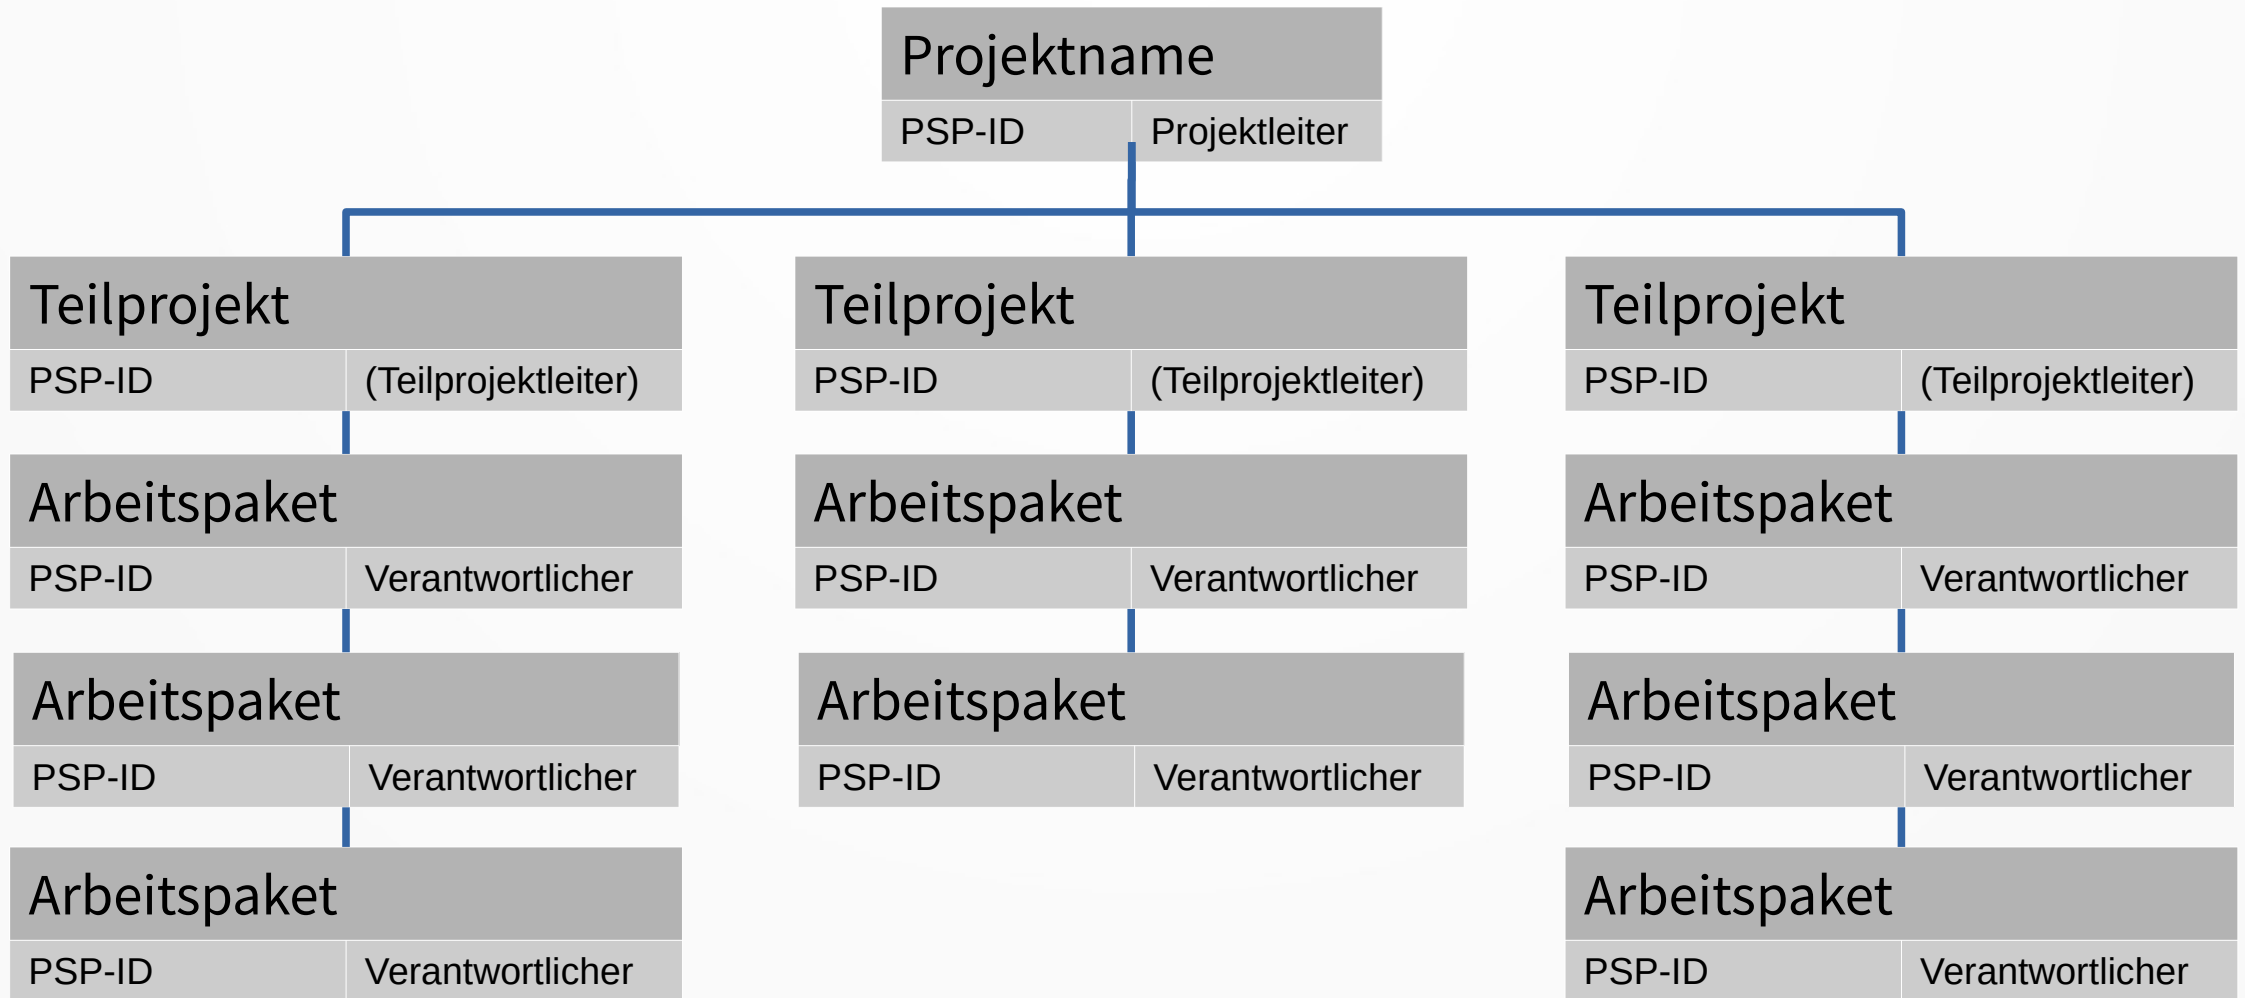 Projektname
PSP-ID Projektleiter
Teilprojekt Teilprojekt Teilprojekt
PSP-ID (Teilprojektleiter) PSP-ID (Teilprojektleiter) PSP-ID (Teilprojektleiter)
Arbeitspaket Arbeitspaket Arbeitspaket
PSP-ID Verantwortlicher PSP-ID Verantwortlicher PSP-ID Verantwortlicher
Arbeitspaket Arbeitspaket Arbeitspaket
PSP-ID Verantwortlicher PSP-ID Verantwortlicher PSP-ID Verantwortlicher
Arbeitspaket Arbeitspaket
PSP-ID Verantwortlicher PSP-ID Verantwortlicher